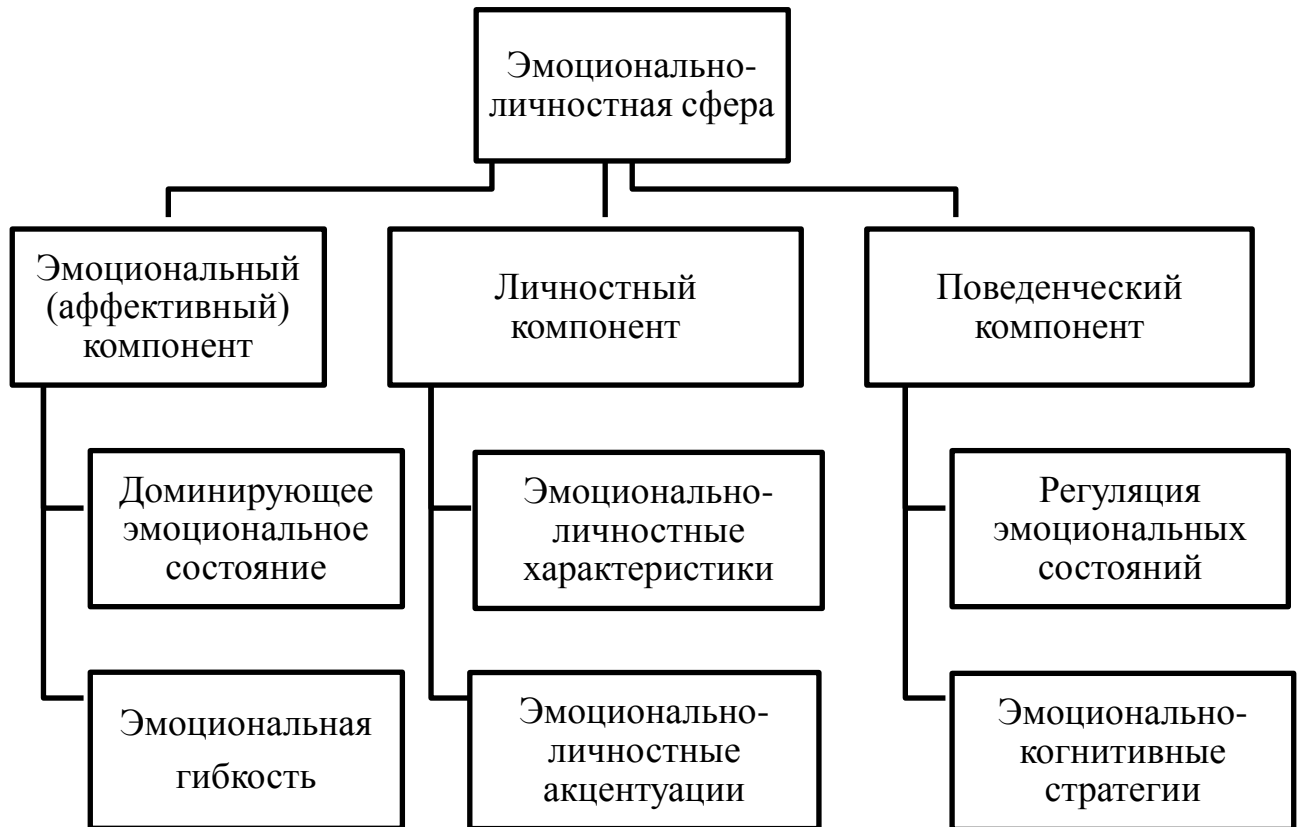 Эмоционально-
личностная сфера
Эмоциональный
(аффективный)
компонент
Личностный
компонент
Поведенческий
компонент
Доминирующее
эмоциональное
состояние
Эмоционально-
личностные
характеристики
Регуляция
эмоциональных
состояний
Эмоциональная
гибкость
Эмоционально-
личностные
акцентуации
Эмоционально-
когнитивные
стратегии